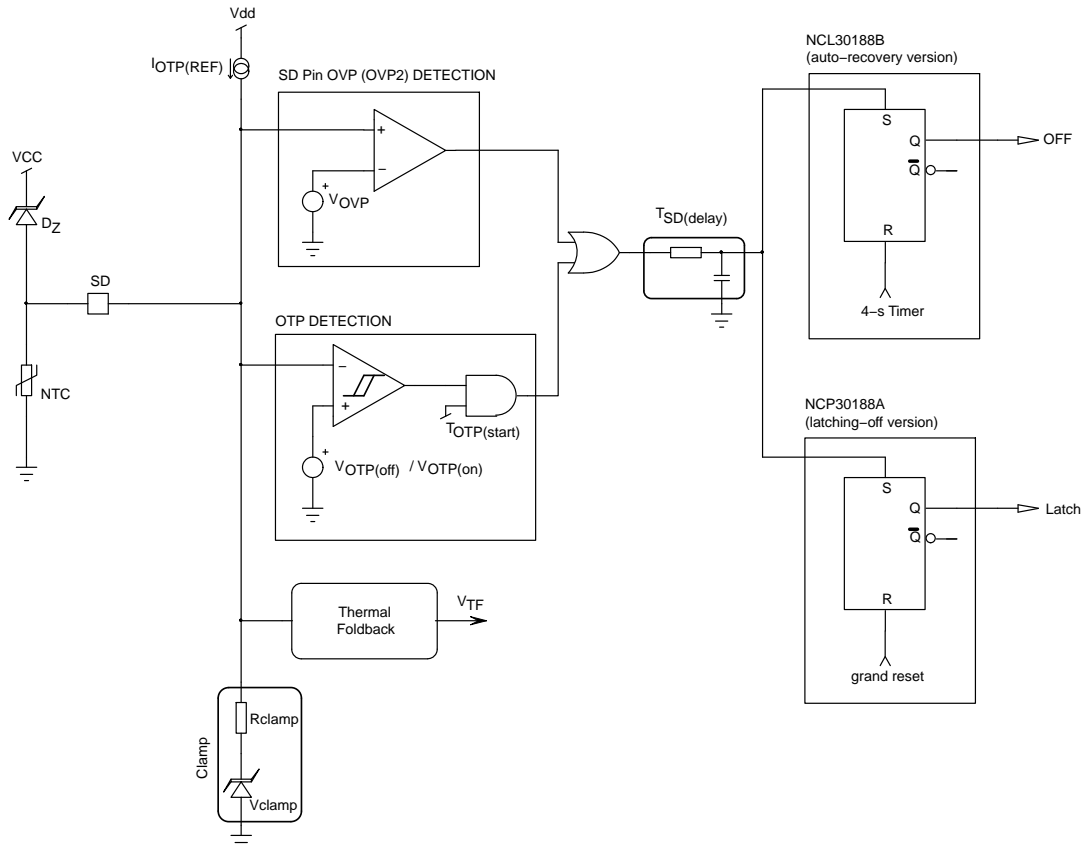 Vdd
IOTP(REF)
SD Pin OVP (OVP2) DETECTION
+
−
+
VOVP
VCC
DZ
SD
NTC
OTP DETECTION
−
+
TOTP(start)
+
VOTP(off) / VOTP(on)
Thermal
Foldback
VTF
Clamp
Rclamp
Vclamp
TSD(delay)
NCL30188B
(auto−recovery version)
S
Q
Q
R
OFF
4−s Timer
NCP30188A
(latching−off version)
S
Q
Q
R
Latch
grand reset